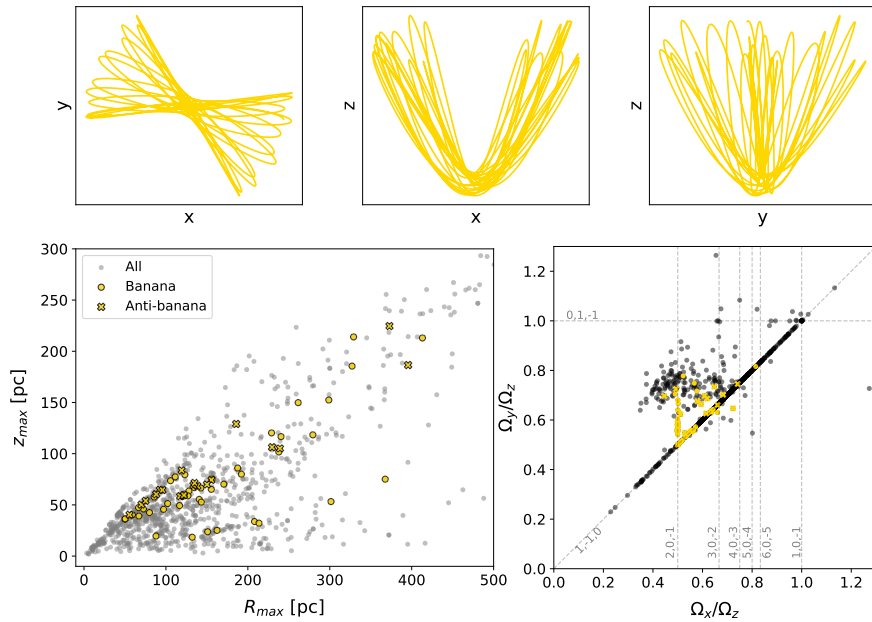 y
x
z
x
z
y
300
250
200
150
100
50
0
z_max [pc]
All
Banana
Anti-banana
0 100 200 300 400 500
R_max [pc]
1.2
1.0
0.8
0.6
0.4
0.2
0.0
Ω_y/Ω_z
0,1,-1
1,-1,0
2,0,-1
3,0,-2
4,0,-3
5,0,-4
6,0,-5
1,0,-1
0.0 0.2 0.4 0.6 0.8 1.0 1.2
Ω_x/Ω_z